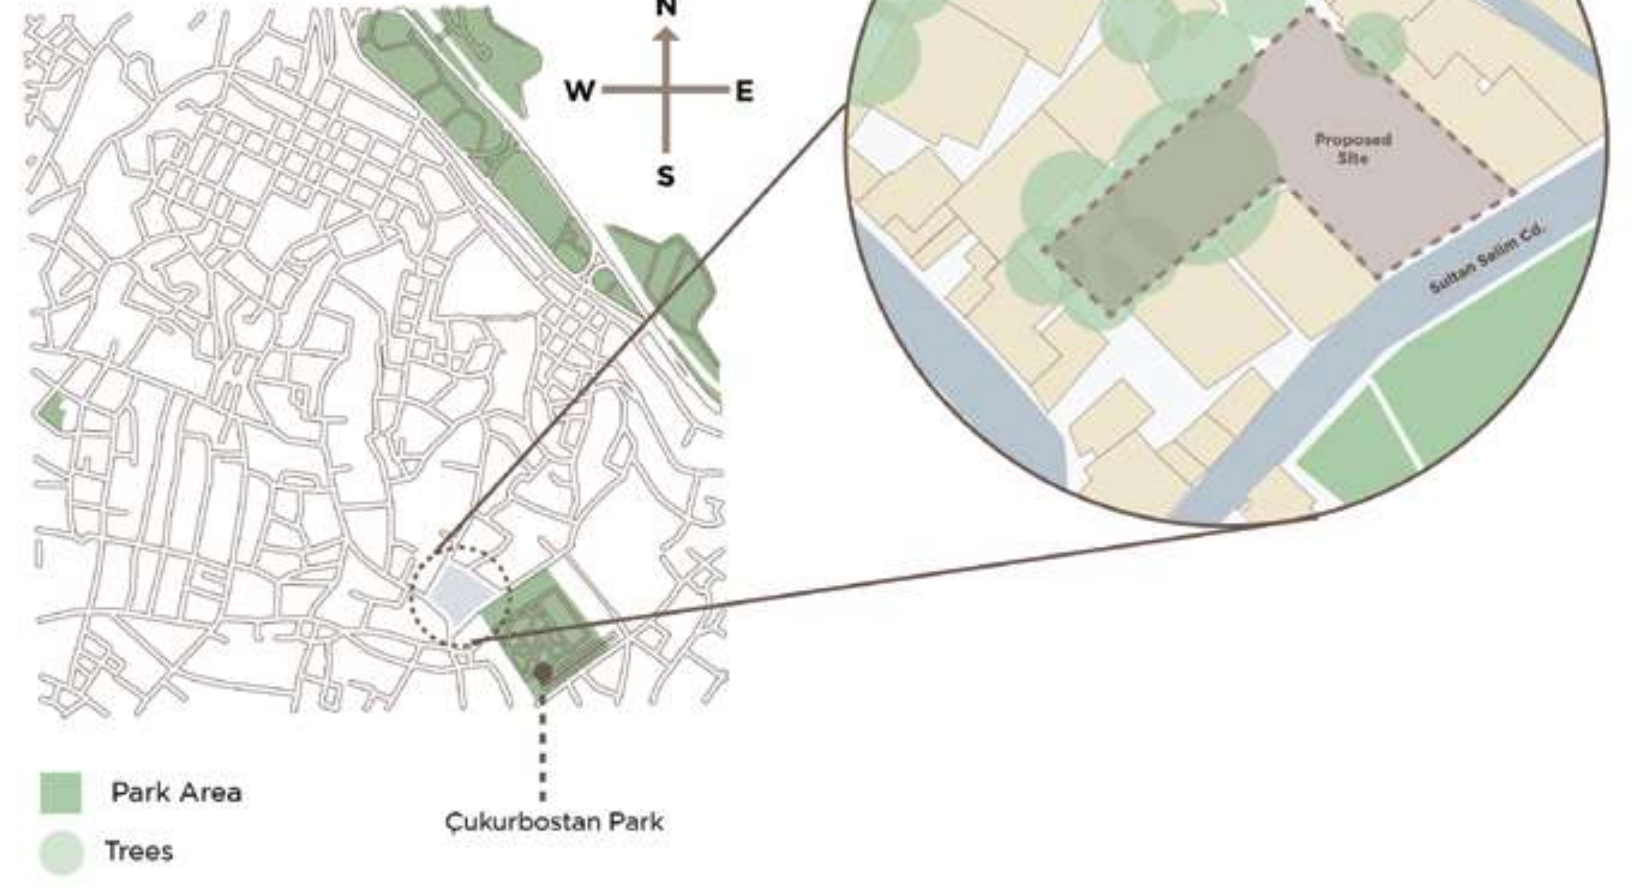 N
W E
S
Proposed
Site
Sultan Selim Cd.
Park Area
Çukurbostan Park
Trees